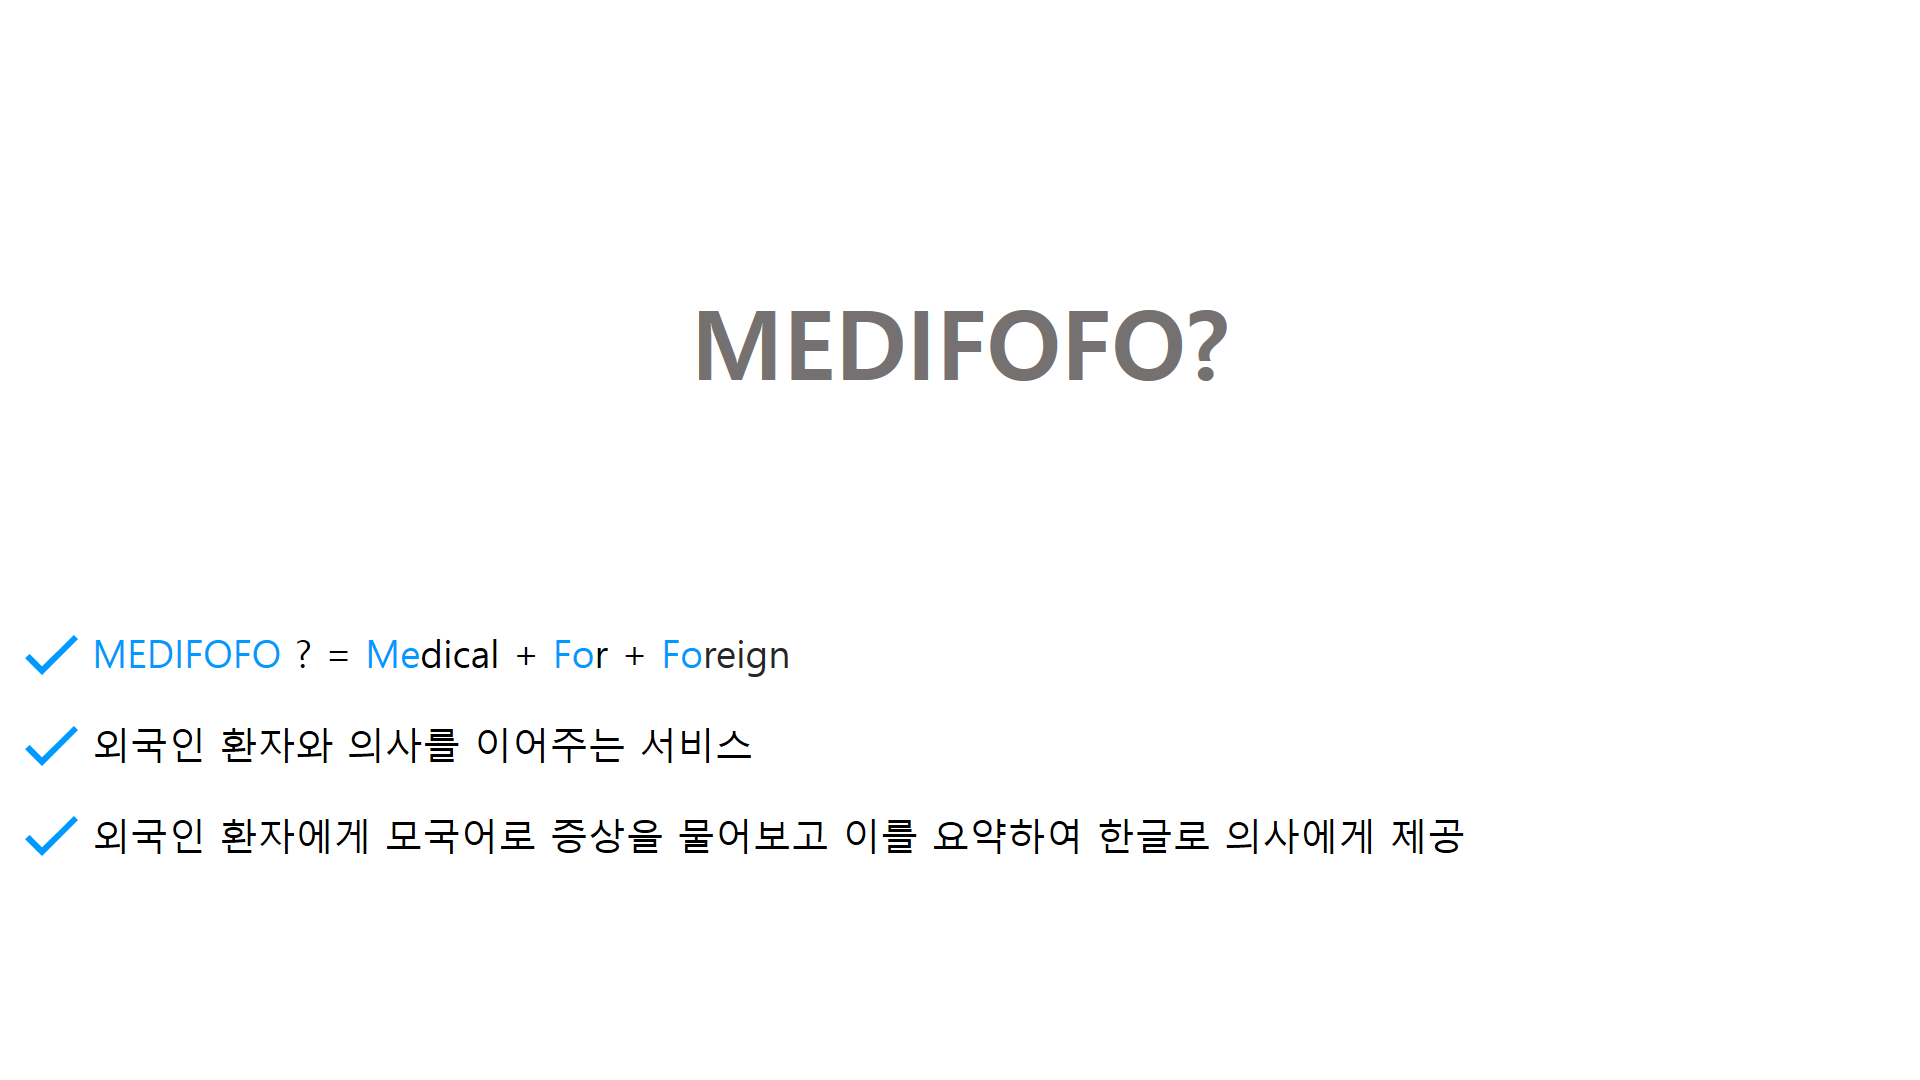 MEDIFOFO?
MEDIFOFO ? = Medical + For + Foreign
외국인 환자와 의사를 이어주는 서비스
외국인 환자에게 모국어로 증상을 물어보고 이를 요약하여 한글로 의사에게 제공